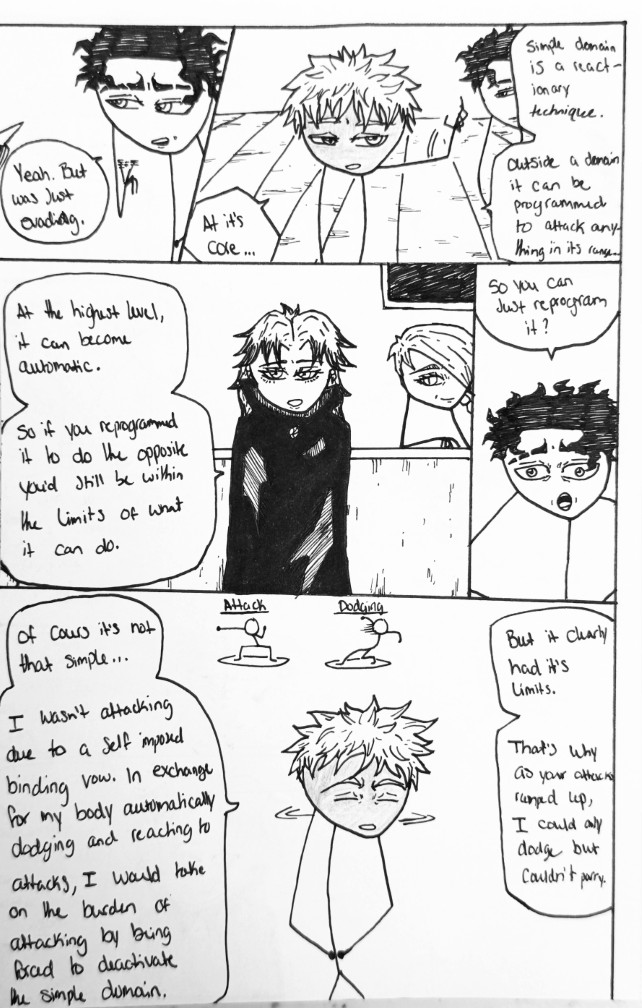 Yeah. But
was just
evading.
At it's
core...
Simple domain
is a react-
ionary
technique.
Outside a domain
it can be
programmed
to attack any-
thing in its range...
At the highest level,
it can become
automatic.
So if you reprogrammed
it to do the opposite
you'd still be within
the limits of what
it can do.
So you can
Just reprogram
it?
Of Cours it's not
that simple...
I wasn't attacking
due to a self imposed
binding vow. In exchange
for my body automatically
dodging and reacting to
attacks, I would take
on the burden of
attacking by being
forced to deactivate
the simple domain.
Attack
Dodging
But it clearly
had it's
limits.
That's why
as your attacks
ramped up,
I could only
dodge but
couldn't parry.